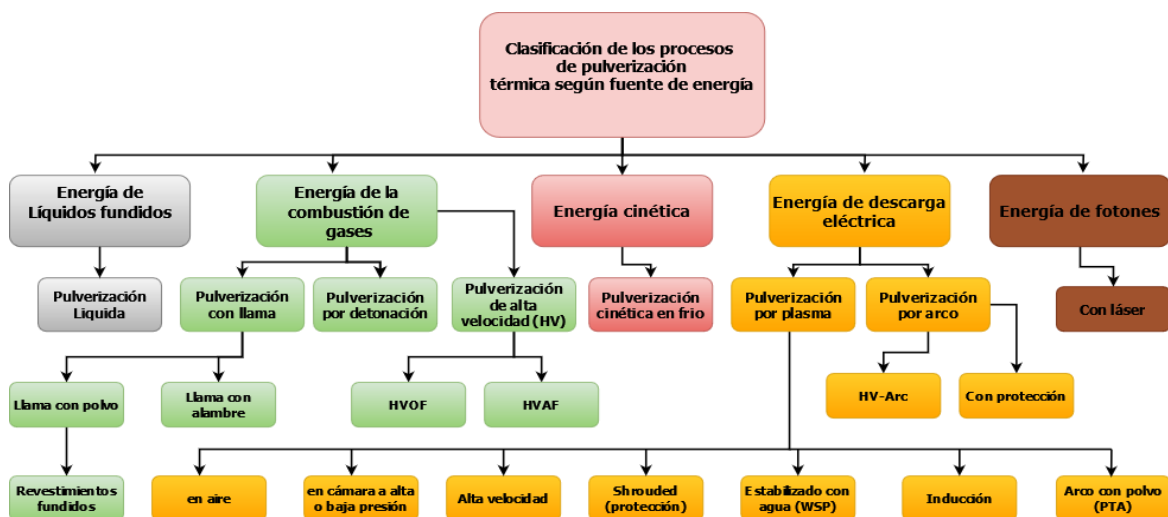 Clasificación de los procesos
de pulverización
térmica según fuente de energía
Energía de
Líquidos fundidos
Energía de la
combustión de
gases
Energía cinética
Energía de descarga
eléctrica
Energía de fotones
Pulverización
Liquida
Pulverización
con llama
Pulverización
por detonación
Pulverización
de alta
velocidad (HV)
Pulverización
cinética en frio
Pulverización
por plasma
Pulverización
por arco
Con láser
Llama con polvo
Llama con
alambre
HVOF
HVAF
HV-Arc
Con protección
Revestimientos
fundidos
en aire
en cámara a alta
o baja presión
Alta velocidad
Shrouded
(protección)
Estabilizado con
agua (WSP)
Inducción
Arco con polvo
(PTA)